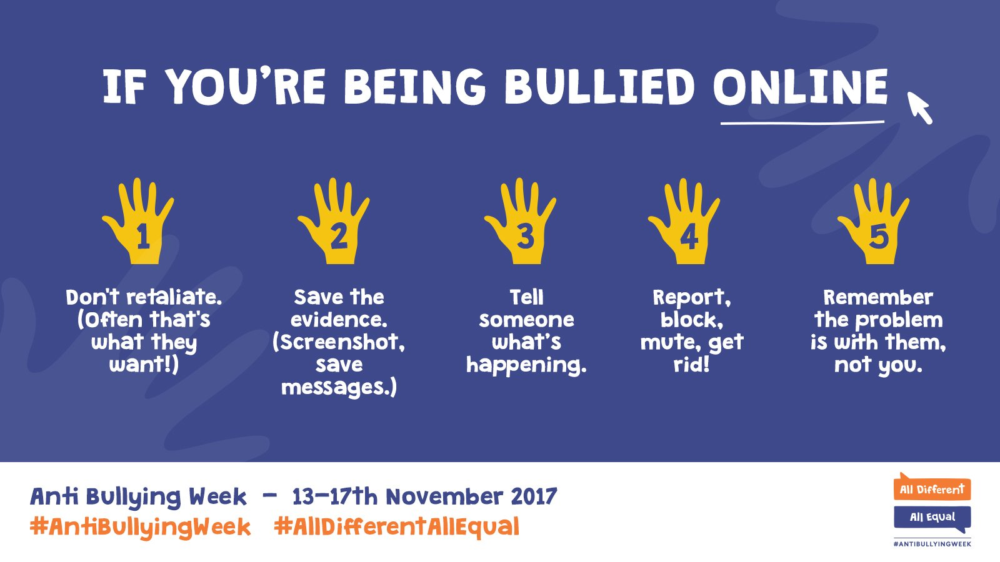 IF YOU'RE BEING BULLIED ONLINE
1
Don't retaliate.
(Often that's
what they
want!)
2
Save the
evidence.
(Screenshot,
save
messages.)
3
Tell
someone
what's
happening.
4
Report,
block,
mute, get
rid!
5
Remember
the problem
is with them,
not you.
Anti Bullying Week - 13-17th November 2017
#AntiBullyingWeek #AllDifferentAllEqual
All Different
All Equal
#ANTIBULLYINGWEEK